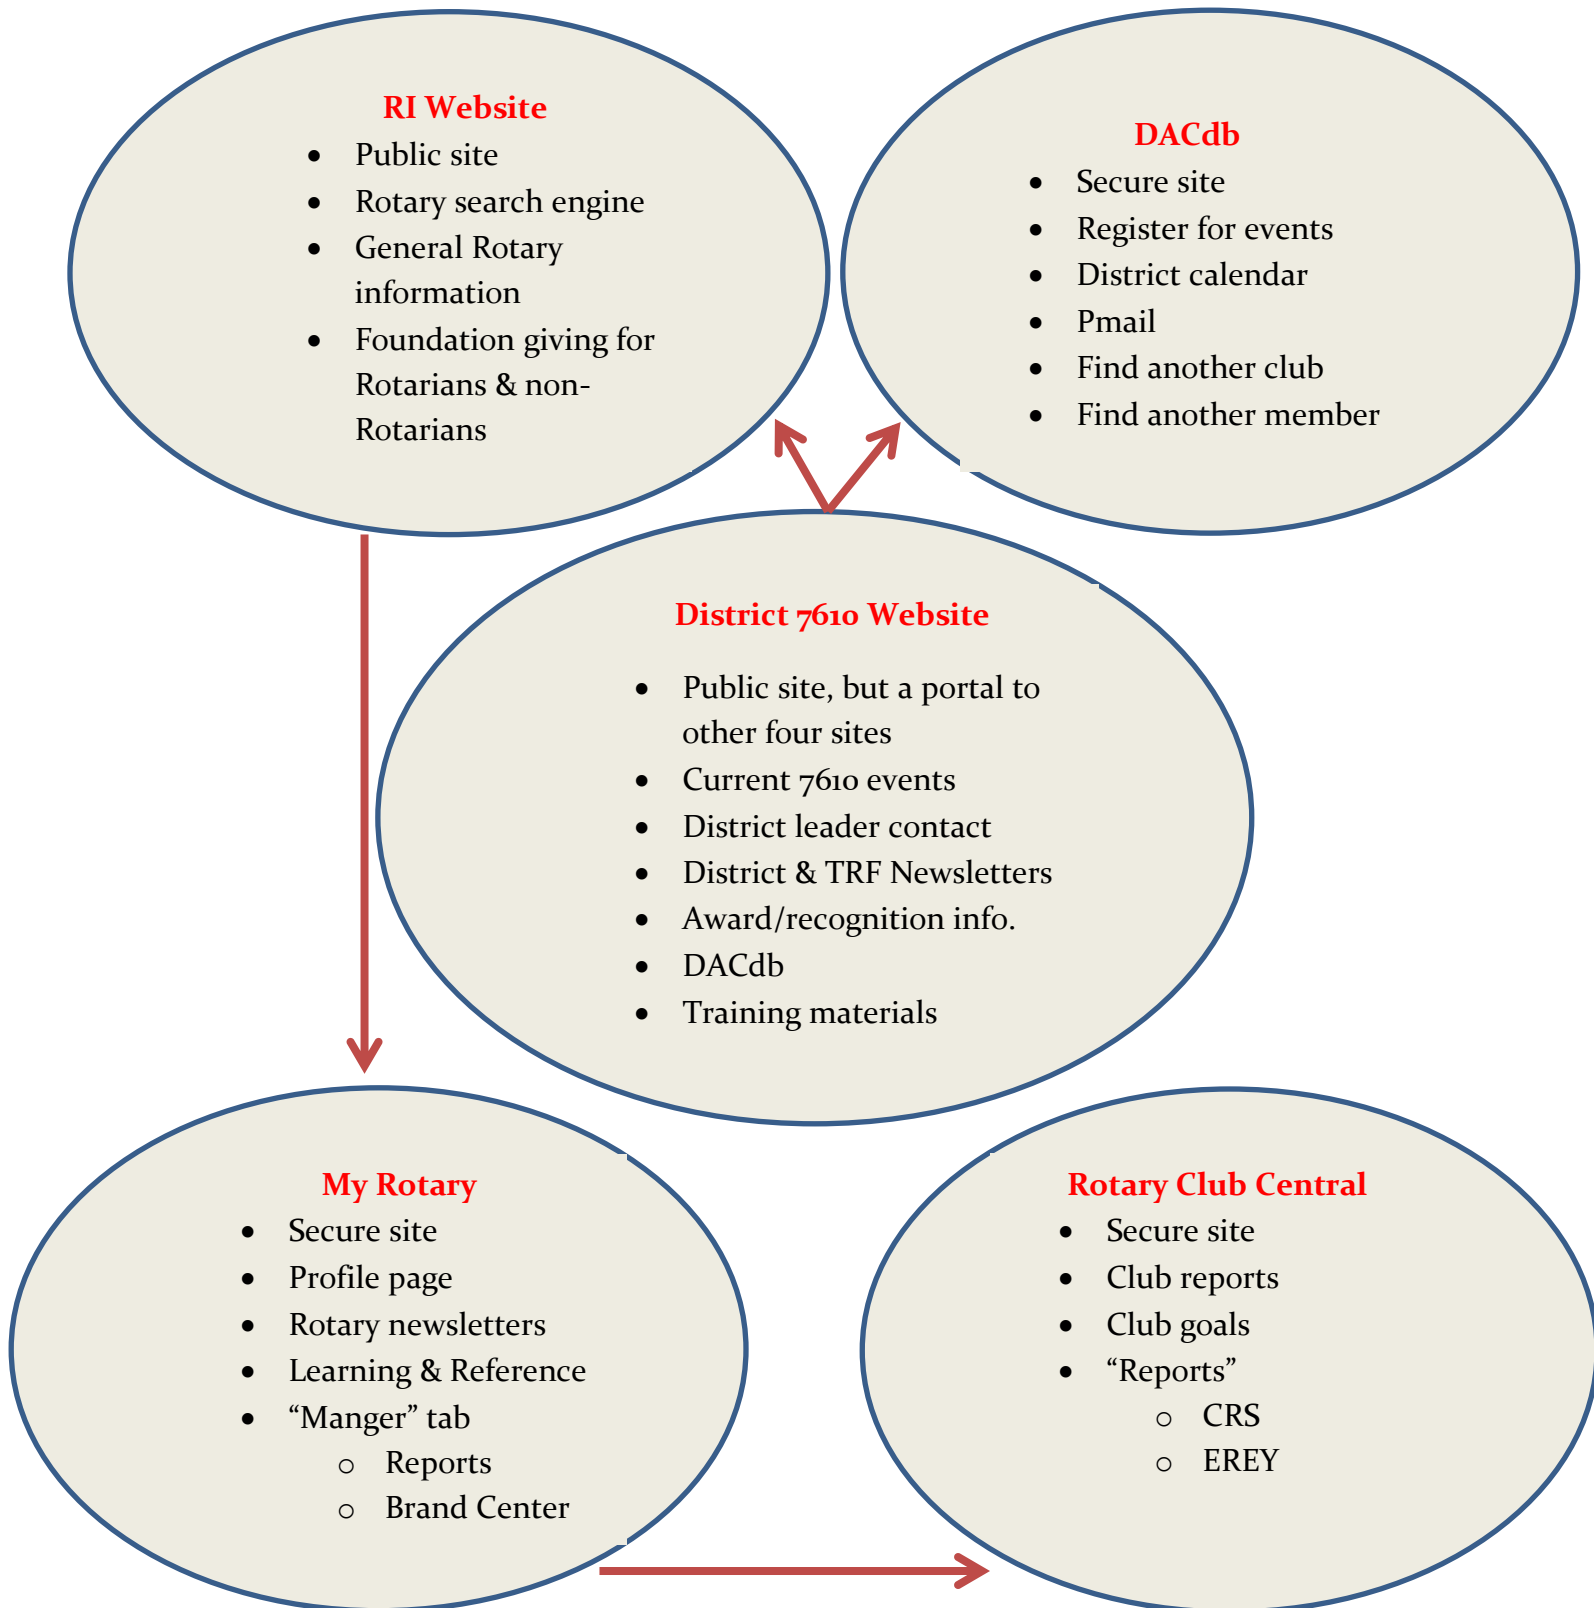 RI Website
• Public site
• Rotary search engine
• General Rotary
information
• Foundation giving for
Rotarians & non-
Rotarians
DACdb
• Secure site
• Register for events
• District calendar
• Pmail
• Find another club
• Find another member
District 7610 Website
• Public site, but a portal to
other four sites
• Current 7610 events
• District leader contact
• District & TRF Newsletters
• Award/recognition info.
• DACdb
• Training materials
My Rotary
• Secure site
• Profile page
• Rotary newsletters
• Learning & Reference
• “Manger” tab
o Reports
o Brand Center
Rotary Club Central
• Secure site
• Club reports
• Club goals
• “Reports”
o CRS
o EREY